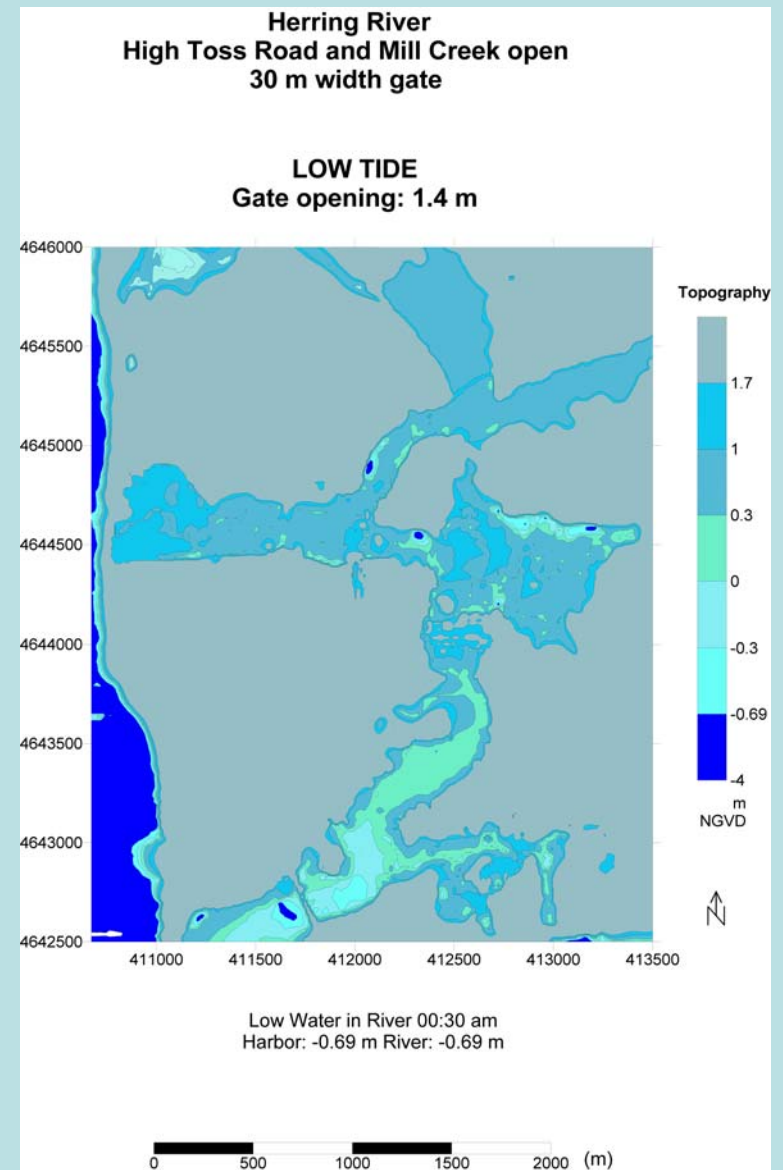 Herring River
High Toss Road and Mill Creek open
30 m width gate
LOW TIDE
Gate opening: 1.4 m
4646000
4645500
4645000
4644500
4644000
4643500
4643000
4642500
411000 411500 412000 412500 413000 413500
Topography
1.7
1
0.3
0
-0.3
-0.69
-4
m
NGVD
N
Low Water in River 00:30 am
Harbor: -0.69 m River: -0.69 m
0 500 1000 1500 2000 (m)